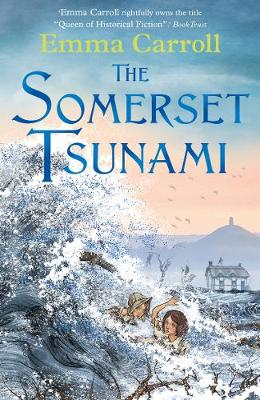 ‘Emma Carroll rightfully owns the title
“Queen of Historical Fiction”.’ BookTrust
Emma Carroll
THE
SOMERSET
TSUNAMI